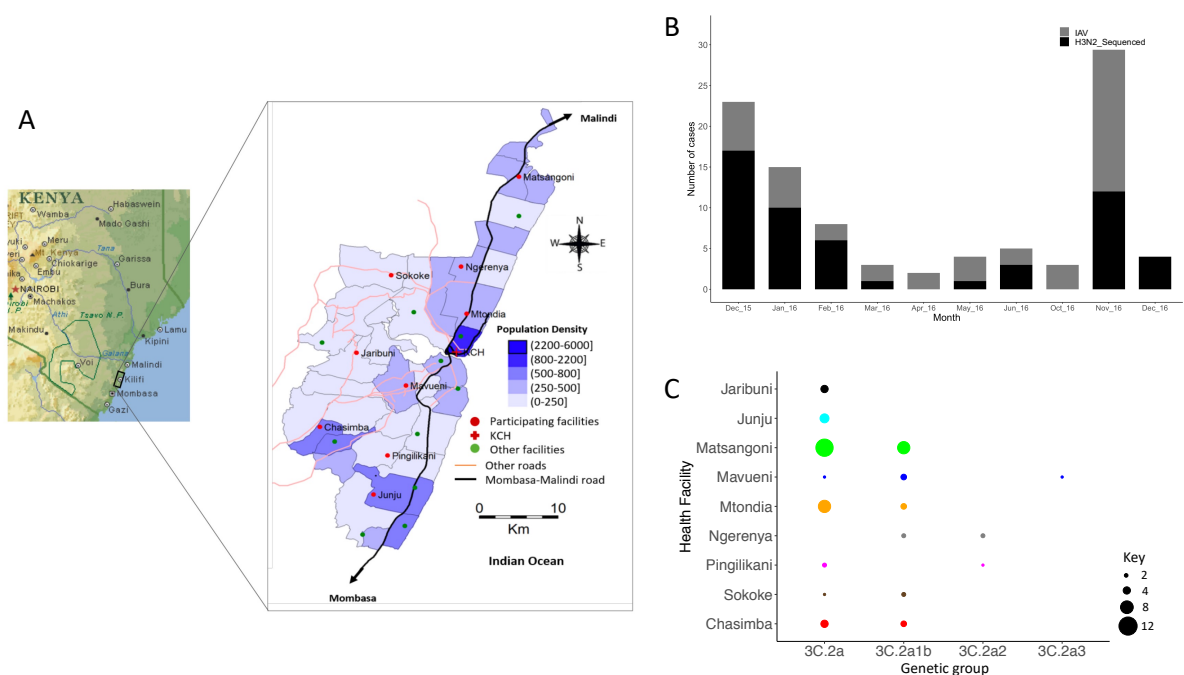 A
KENYA
Wamba
Habaswein
Mado Gashi
Meru
Mt Kenya
Chiokarige
Embu
Tana
Garissa
NAIROBI
Machakos
Bura
Athi
Tsavo N.P.
Makindu
Lamu
Galana
Kipini
Voi
Malindi
Kilifi
Mombasa
Gazi
Malindi
Matsangoni
N
W E
S
Ngerenya
Sokoke
Mtondia
KCH
Jaribuni
Mavueni
Chasimba
Pingilikani
Junju
Population Density
(2200-6000]
(800-2200]
(500-800]
(250-500]
(0-250]
Participating facilities
KCH
Other facilities
Other roads
Mombasa-Malindi road
0 10
Km
Indian Ocean
Mombasa
B
IAV
H3N2_Sequenced
Number of cases
30
25
20
15
10
5
0
Dec_15 Jan_16 Feb_16 Mar_16 Apr_16 May_16 Jun_16 Oct_16 Nov_16 Dec_16
Month
C
Health Facility
Jaribuni
Junju
Matsangoni
Mavueni
Mtondia
Ngerenya
Pingilikani
Sokoke
Chasimba
3C.2a 3C.2a1b 3C.2a2 3C.2a3
Genetic group
Key
2
4
8
12